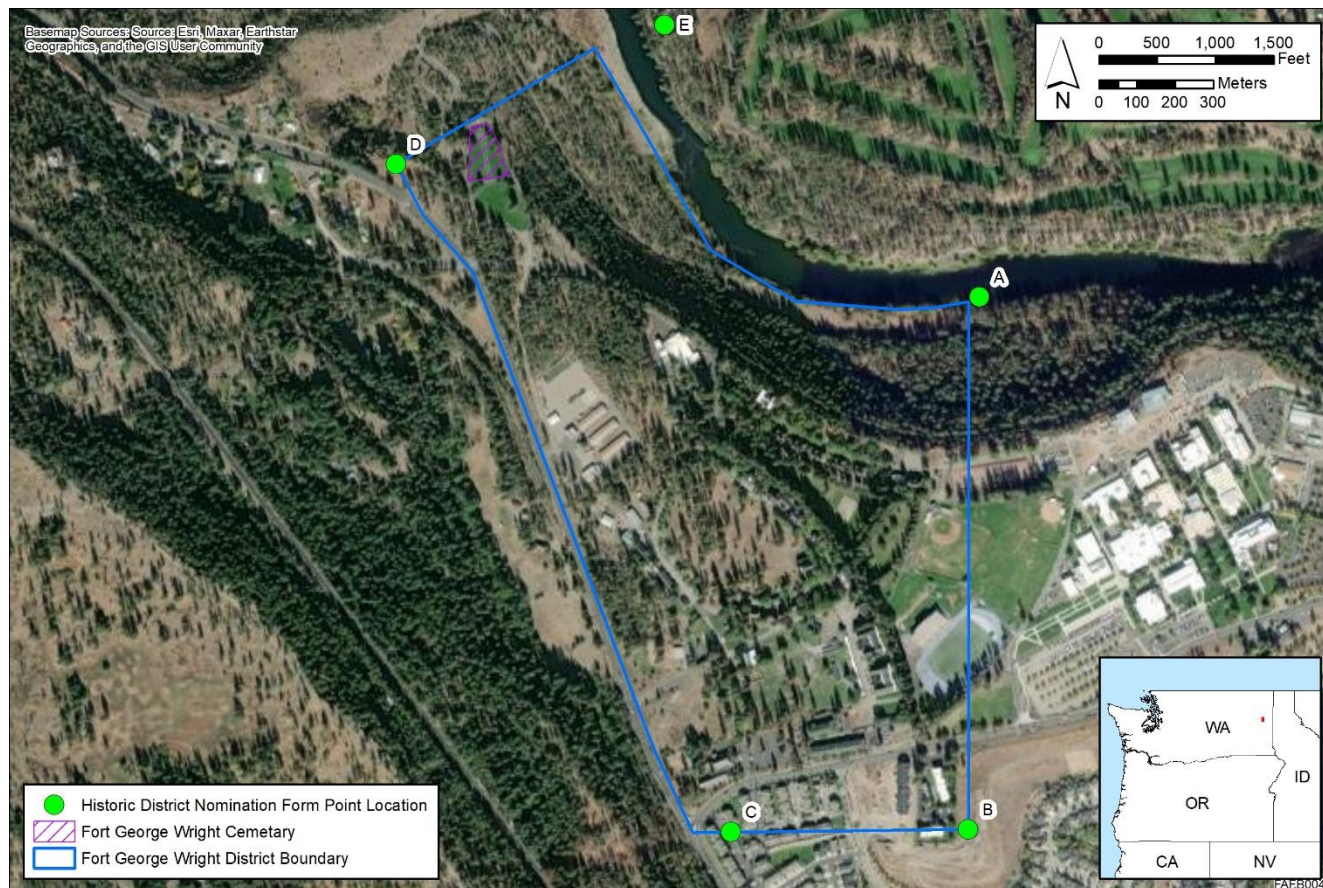 Basemap Sources: Source: Esri, Maxar, Earthstar
Geographics, and the GIS User Community
E
N
0 500 1,000 1,500
Feet
0 100 200 300
Meters
D
A
C
B
Historic District Nomination Form Point Location
Fort George Wright Cemetary
Fort George Wright District Boundary
WA
OR
ID
CA
NV
FAFB004